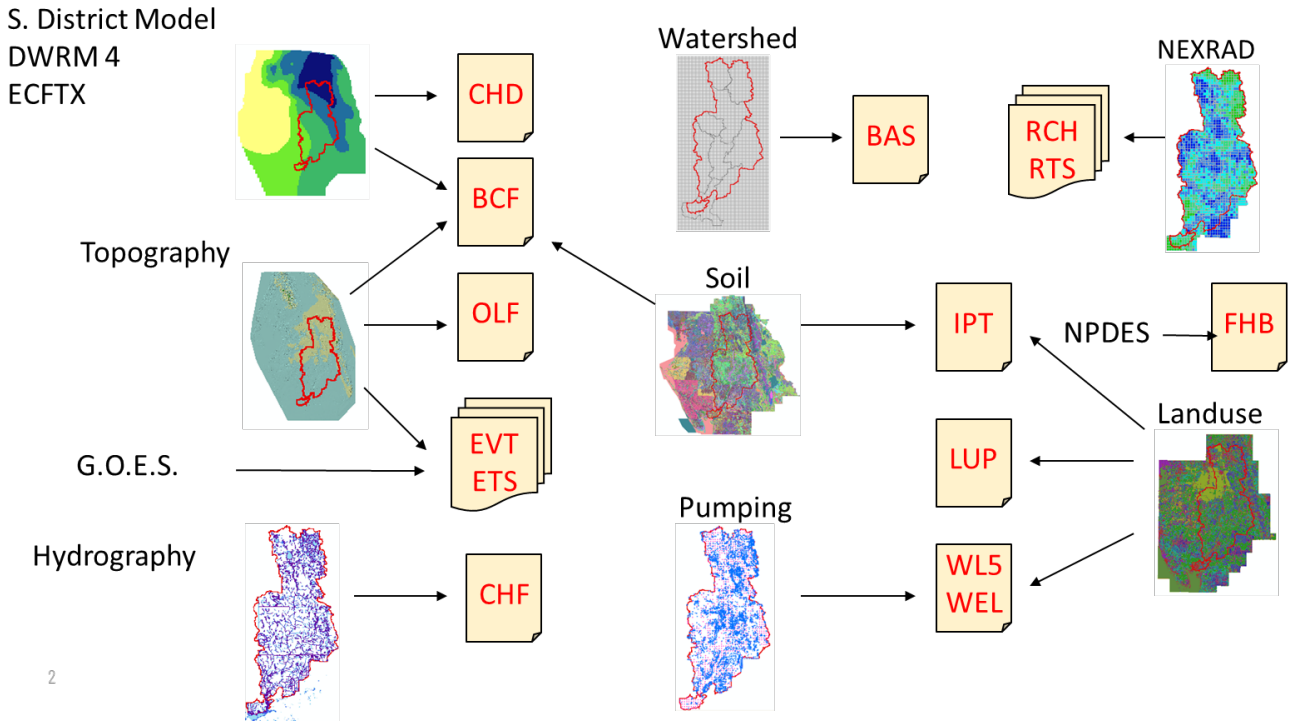 S. District Model
DWRM 4
ECFTX
CHD
BCF
Topography
OLF
EVT
ETS
G.O.E.S.
Hydrography
CHF
Watershed
BAS
RCH
RTS
NEXRAD
Soil
IPT
NPDES
FHB
Landuse
LUP
Pumping
WL5
WEL
2